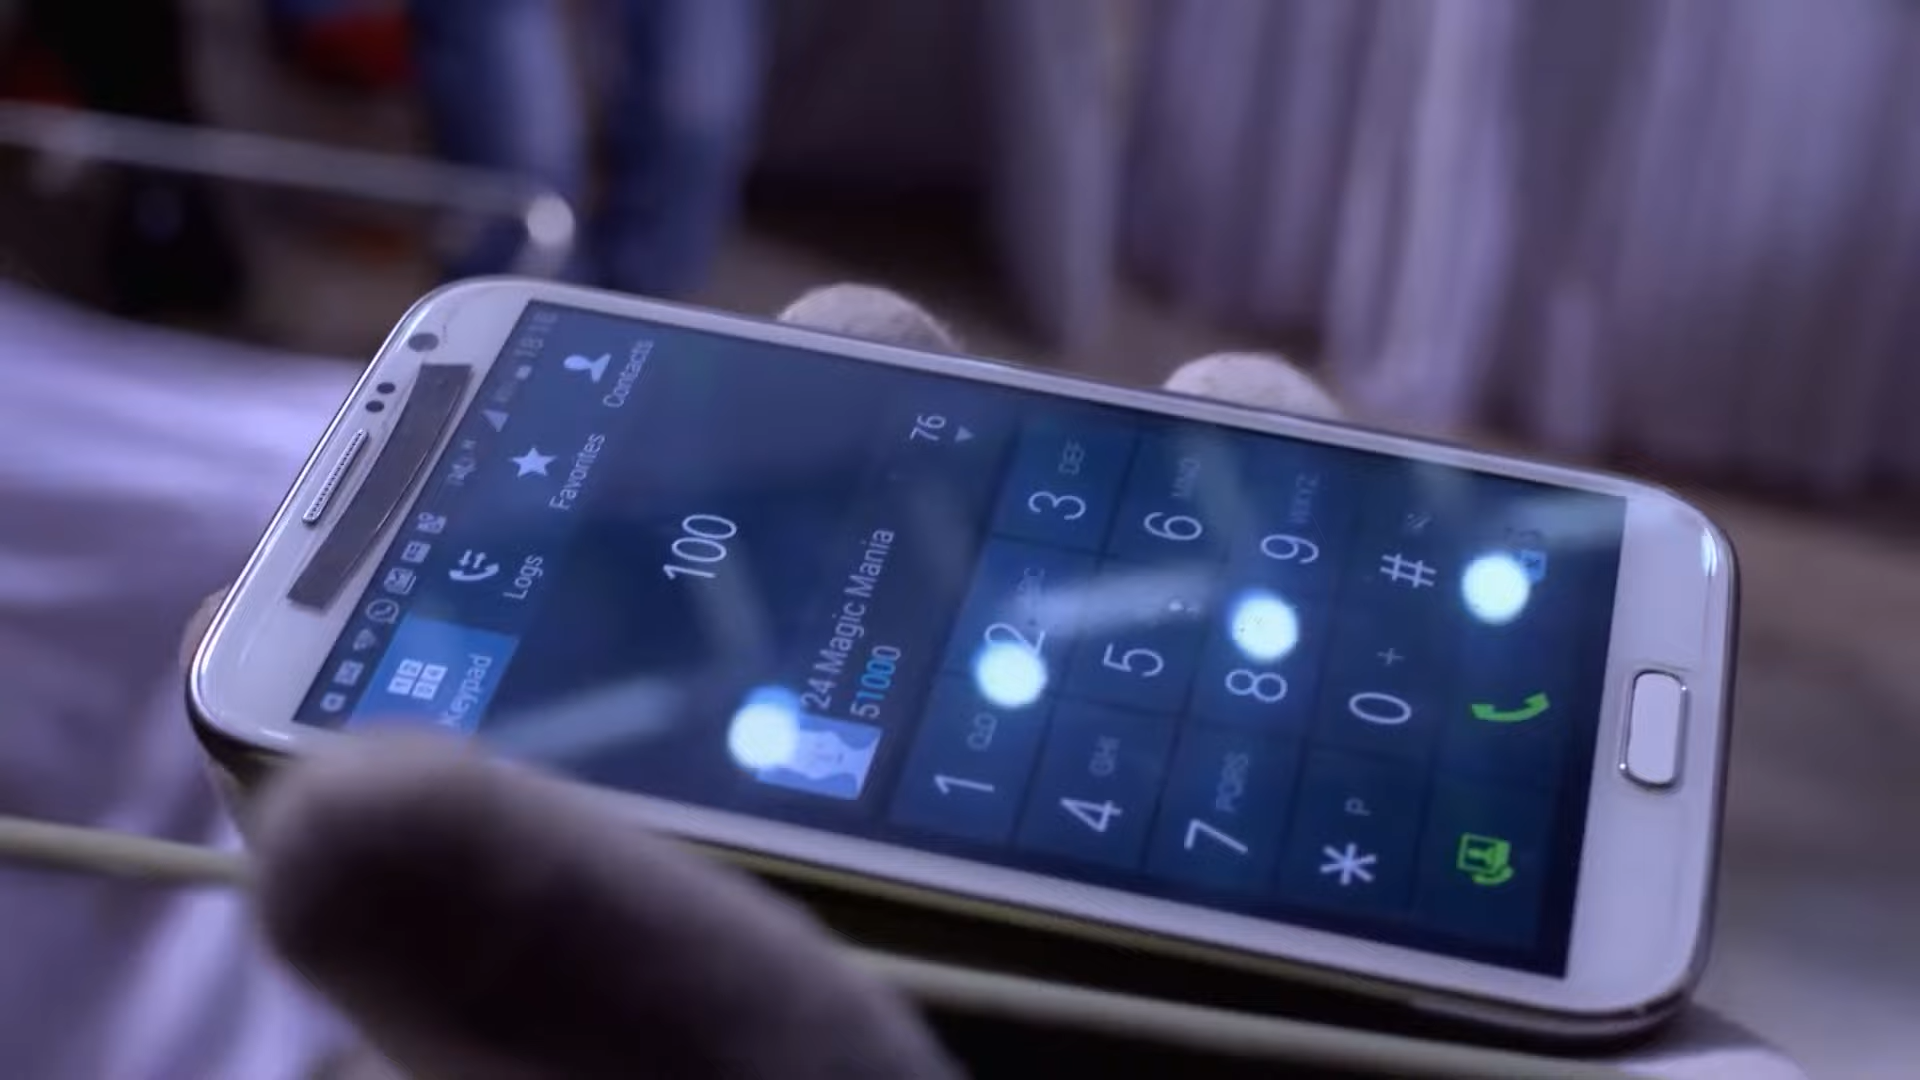 Keypad
Logs
Favorites
Contacts
100
24 Magic Mania
51000
76
1
2
3 DEF
4 GHI
5
6 MNO
7 PQRS
8
9 WXYZ
* P
0 +
#